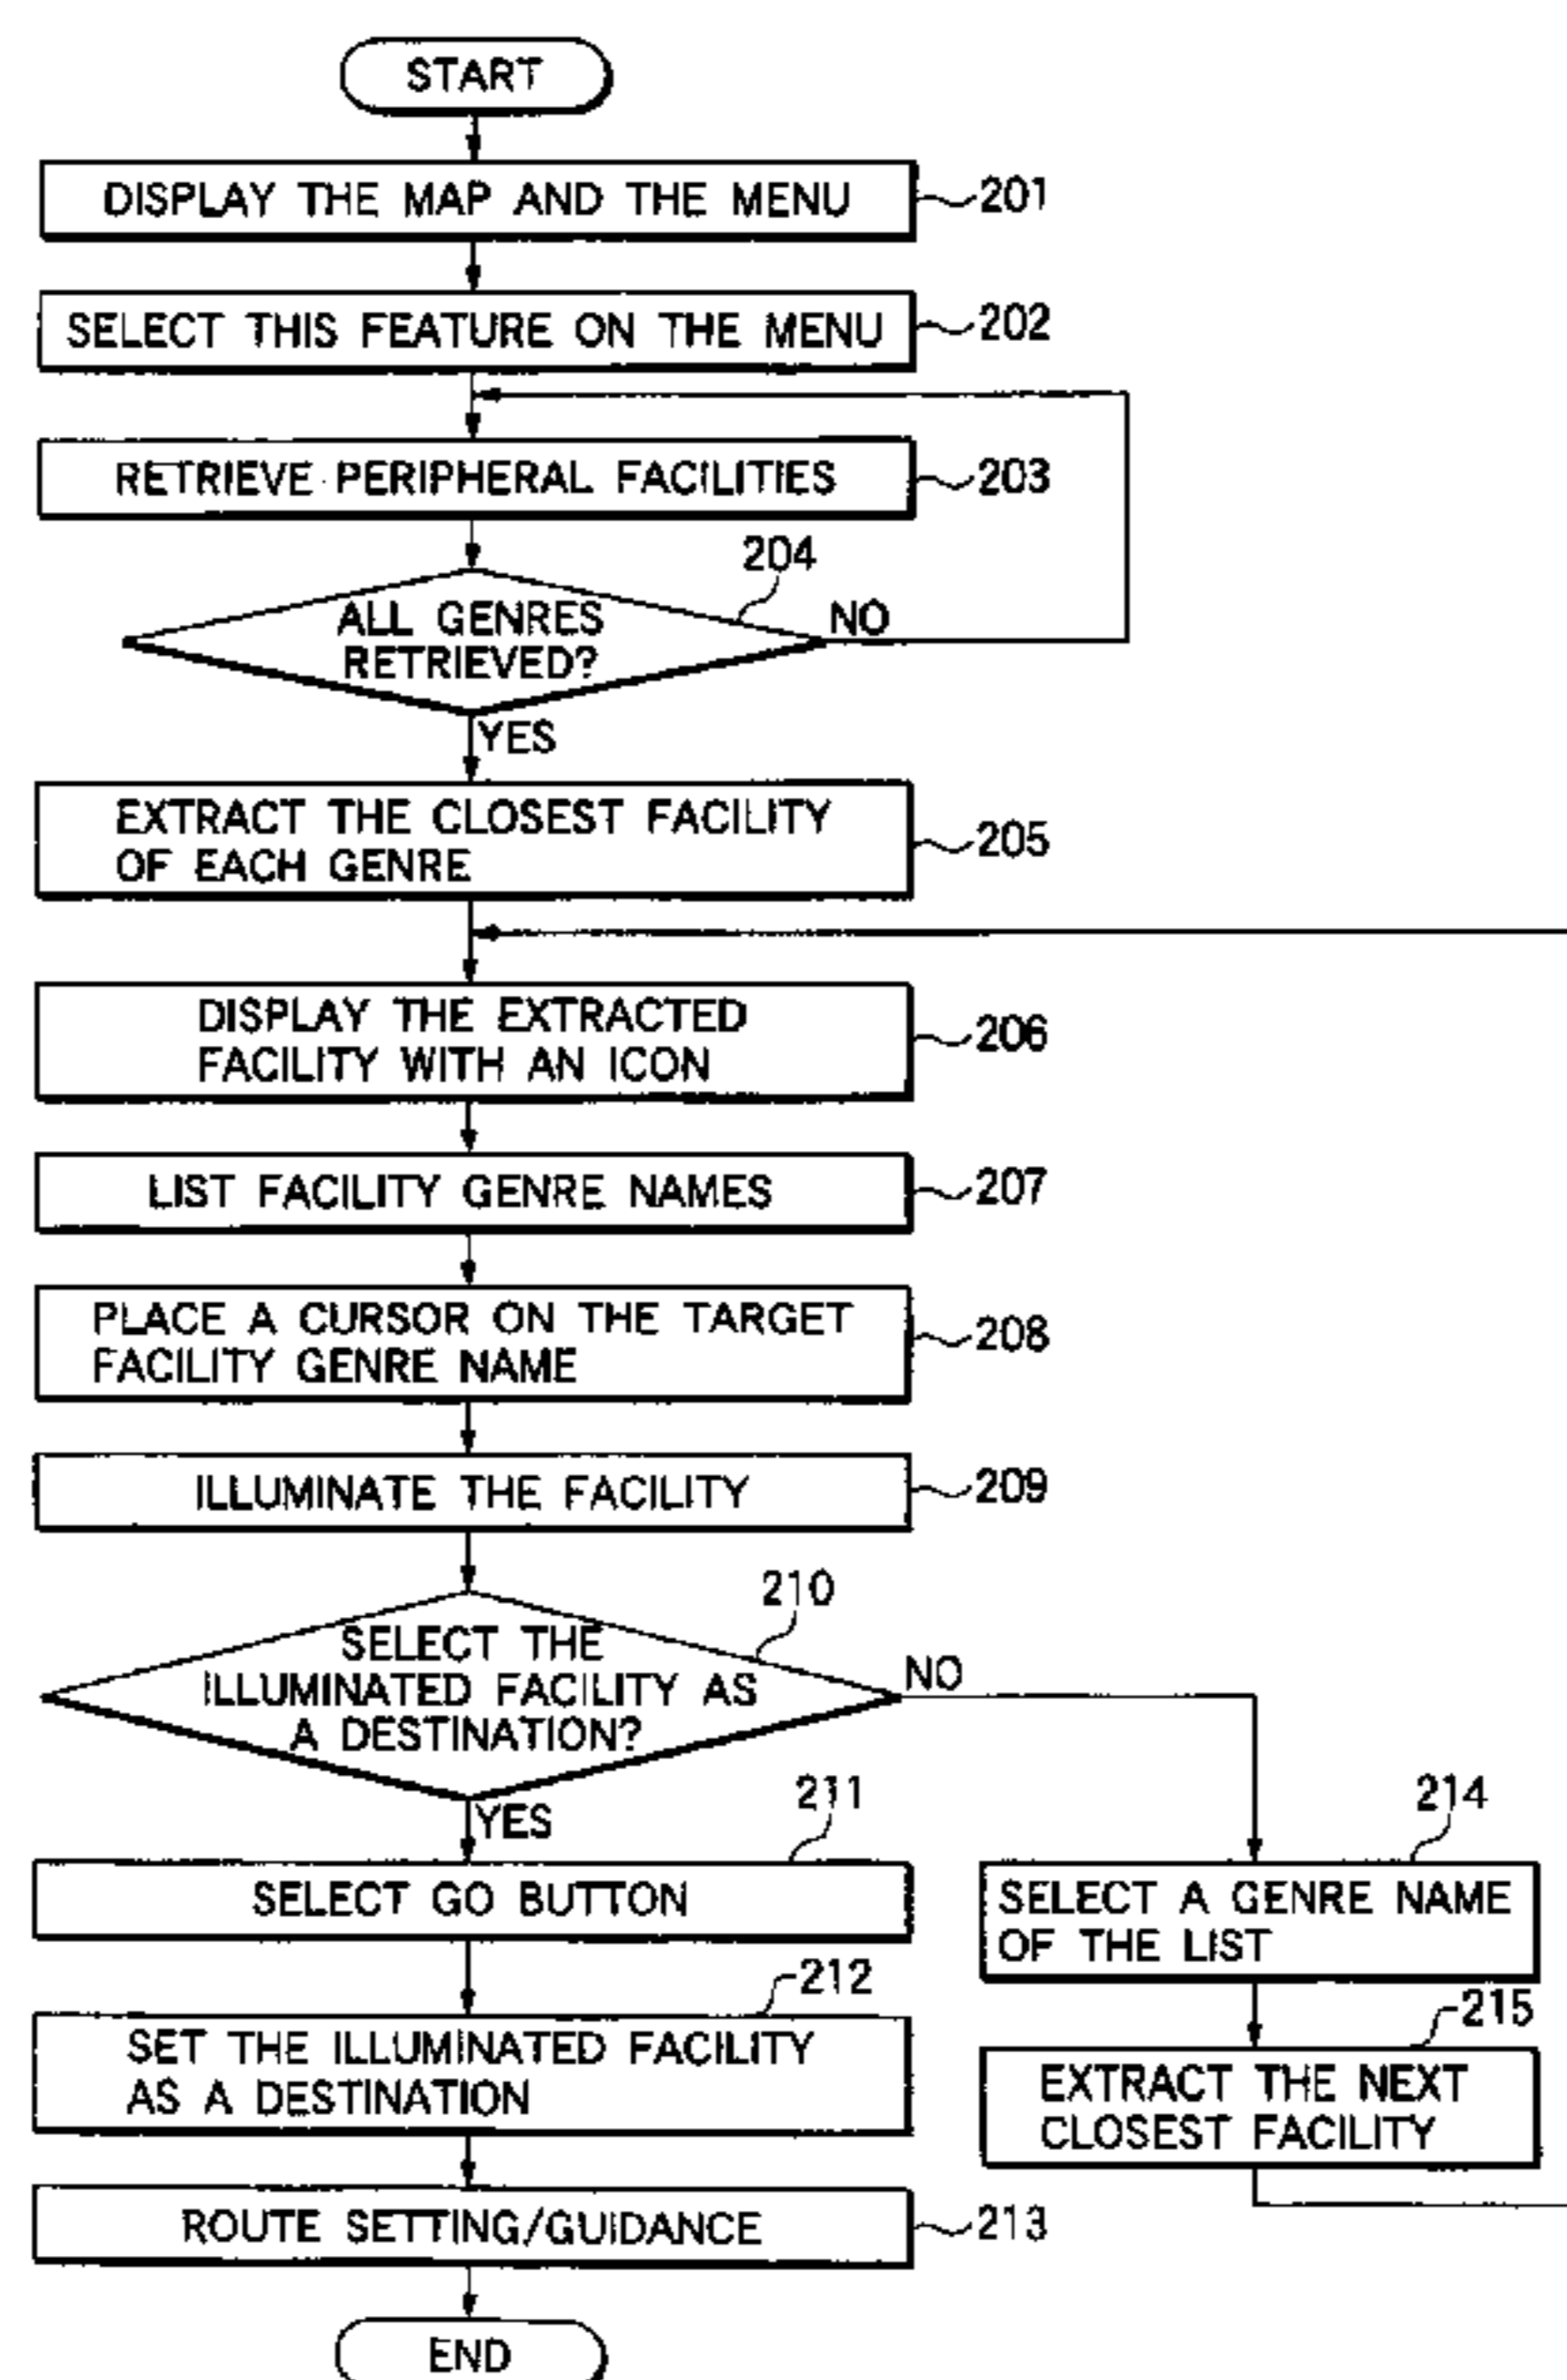 START
DISPLAY THE MAP AND THE MENU
201
SELECT THIS FEATURE ON THE MENU
202
RETRIEVE PERIPHERAL FACILITIES
203
204
ALL GENRES
RETRIEVED?
NO
YES
EXTRACT THE CLOSEST FACILITY
OF EACH GENRE
205
DISPLAY THE EXTRACTED
FACILITY WITH AN ICON
206
LIST FACILITY GENRE NAMES
207
PLACE A CURSOR ON THE TARGET
FACILITY GENRE NAME
208
ILLUMINATE THE FACILITY
209
210
SELECT THE
ILLUMINATED FACILITY AS
A DESTINATION?
NO
YES
211
SELECT GO BUTTON
212
SET THE ILLUMINATED FACILITY
AS A DESTINATION
ROUTE SETTING/GUIDANCE
213
END
214
SELECT A GENRE NAME
OF THE LIST
215
EXTRACT THE NEXT
CLOSEST FACILITY